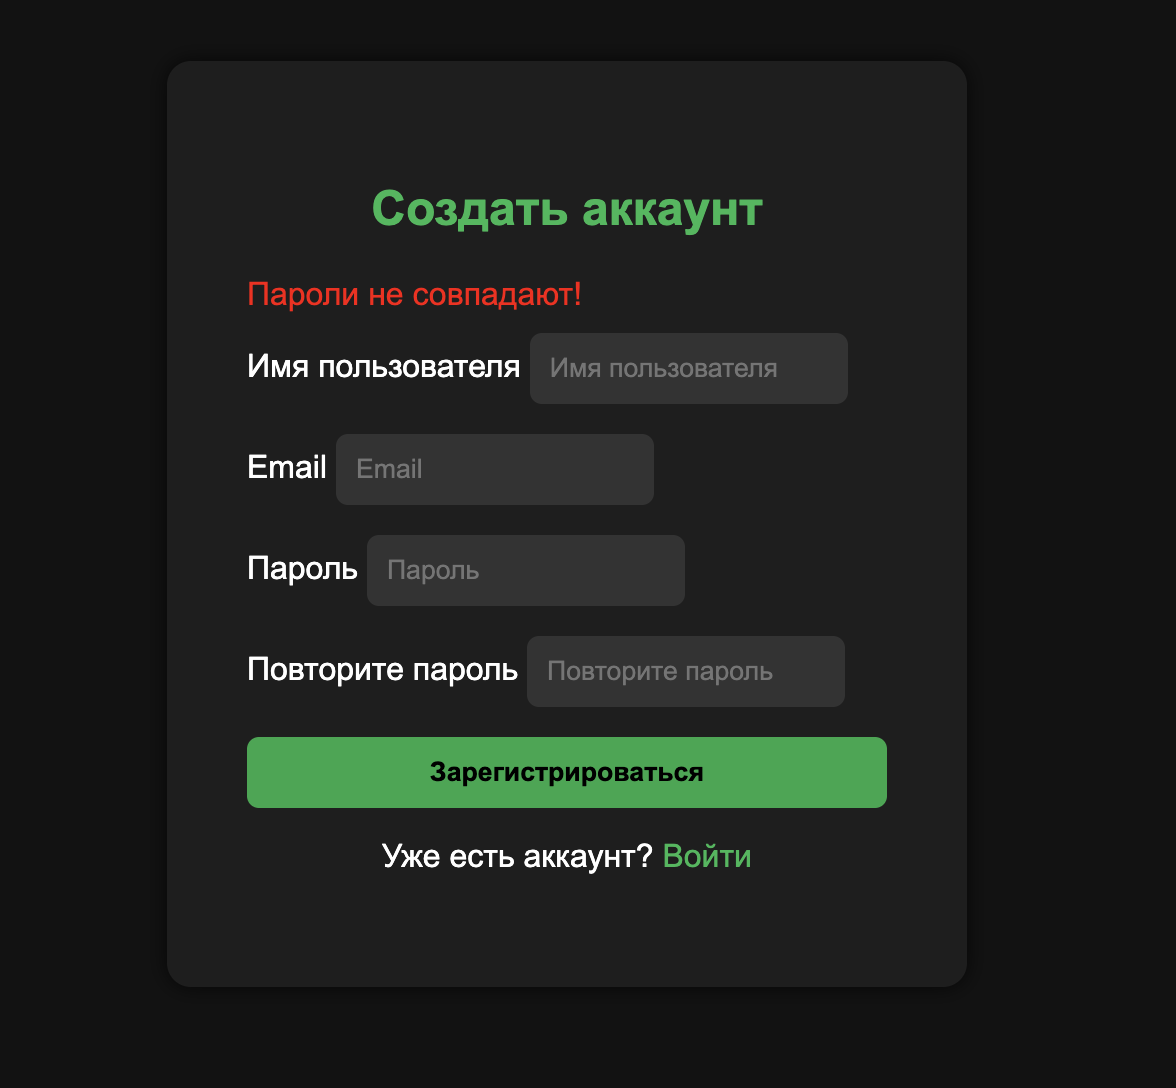 Создать аккаунт
Пароли не совпадают!
Имя пользователя Имя пользователя
Email Email
Пароль Пароль
Повторите пароль Повторите пароль
Зарегистрироваться
Уже есть аккаунт? Войти